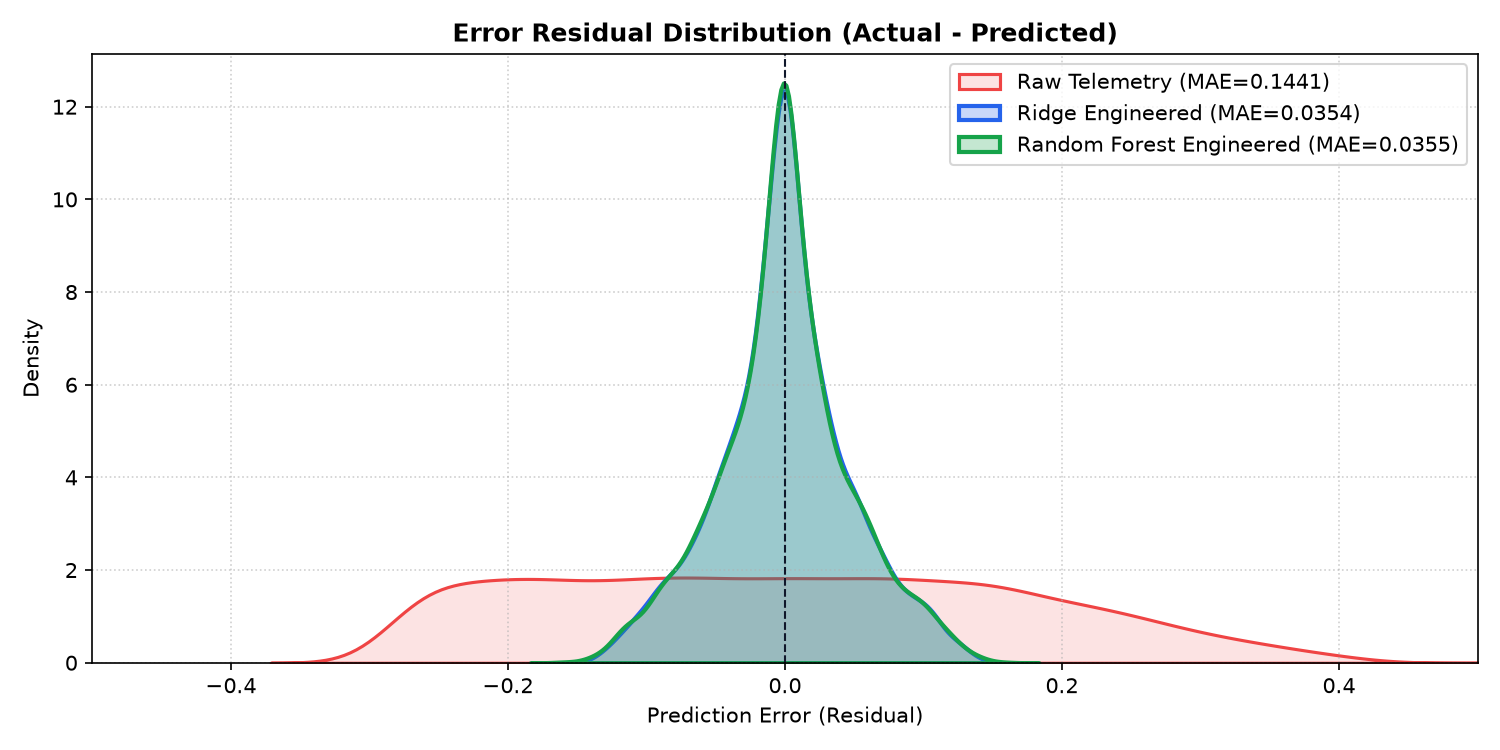 Error Residual Distribution (Actual - Predicted)
Raw Telemetry (MAE=0.1441)
Ridge Engineered (MAE=0.0354)
Random Forest Engineered (MAE=0.0355)
Density
12
10
8
6
4
2
0
−0.4
−0.2
0.0
0.2
0.4
Prediction Error (Residual)